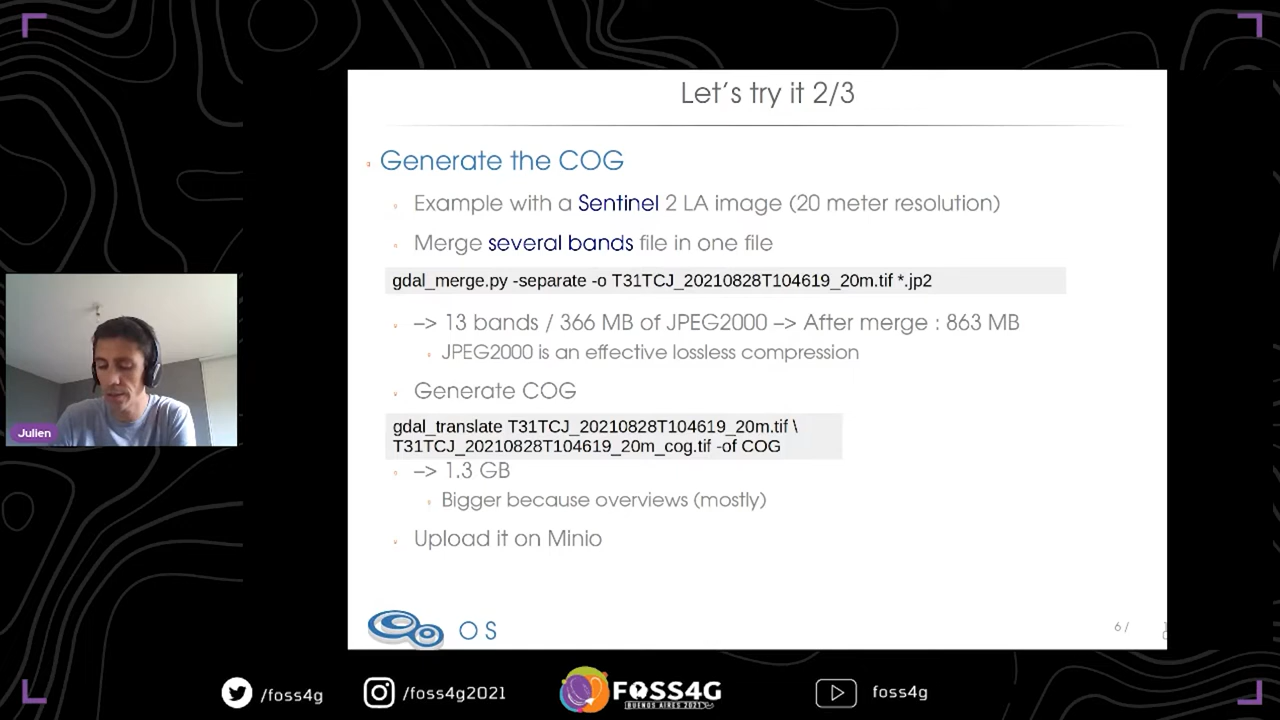 Let's try it 2/3
Generate the COG
Example with a Sentinel 2 LA image (20 meter resolution)
Merge several bands file in one file
gdal_merge.py -separate -o T31TCJ_20210828T104619_20m.tif *.jp2
–> 13 bands / 366 MB of JPEG2000 –> After merge : 863 MB
JPEG2000 is an effective lossless compression
Generate COG
gdal_translate T31TCJ_20210828T104619_20m.tif \
T31TCJ_20210828T104619_20m_cog.tif -of COG
–> 1.3 GB
Bigger because overviews (mostly)
Upload it on Minio
Julien
OS
6 /
/foss4g
/foss4g2021
FOSS4G
BUENOS AIRES 2021
foss4g